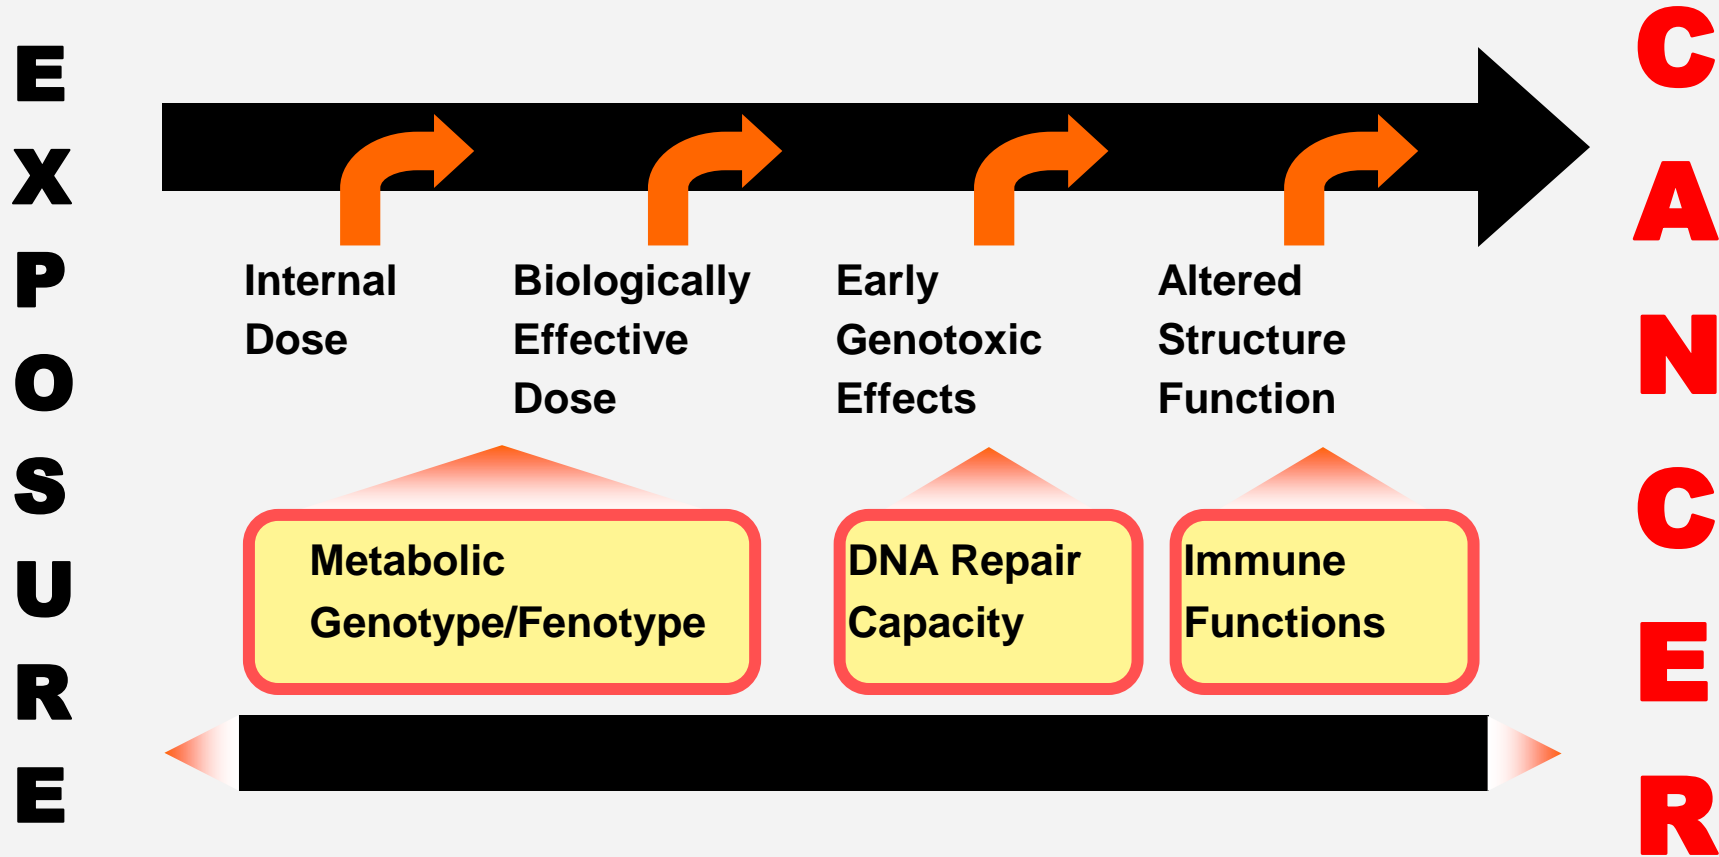 EXPOSURE
Internal
Dose
Biologically
Effective
Dose
Early
Genotoxic
Effects
Altered
Structure
Function
Metabolic
Genotype/Fenotype
DNA Repair
Capacity
Immune
Functions
CANCER